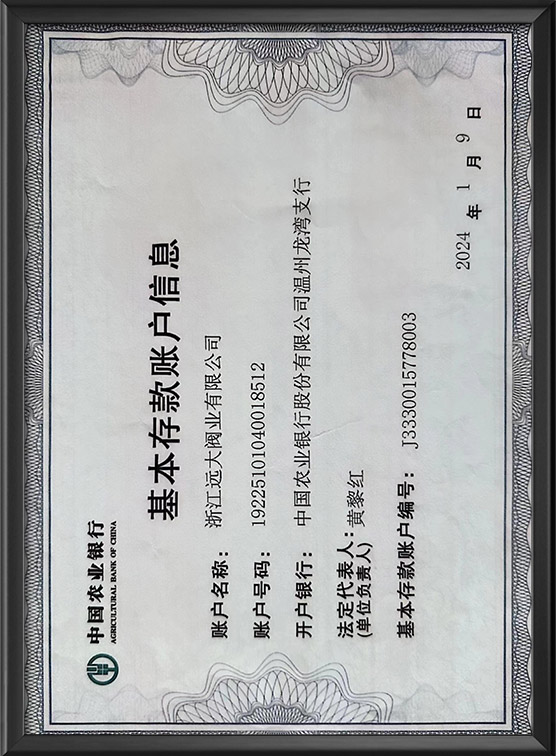 中国农业银行
AGRICULTURAL BANK OF CHINA
基本存款账户信息
账户名称：浙江远大阀业有限公司
账户号码：19225101040018512
开户银行：中国农业银行股份有限公司温州龙湾支行
法定代表人：黄黎红
(单位负责人)
基本存款账户编号：J3330015778003
2024 年 1 月 9 日